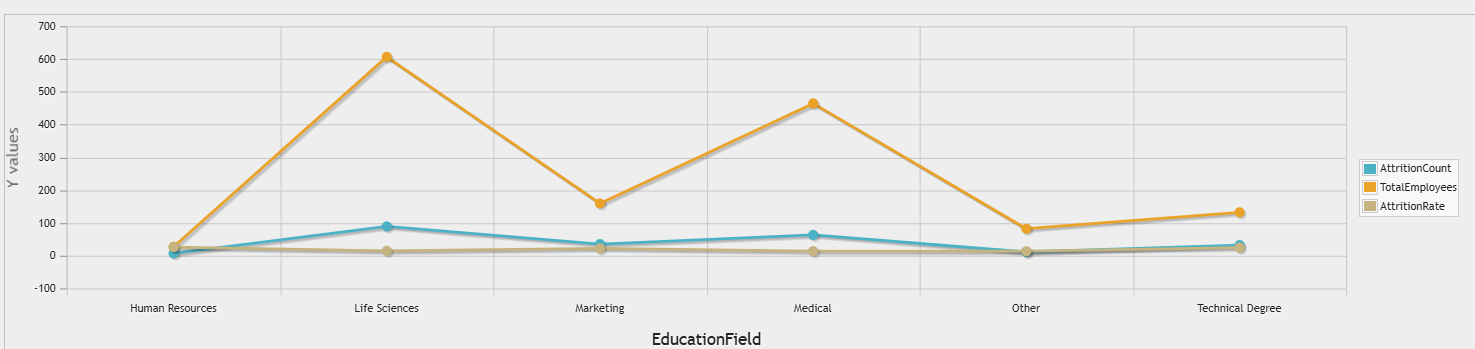 700
600
500
400
300
200
100
0
-100
Y values
Human Resources Life Sciences Marketing Medical Other Technical Degree
EducationField
AttritionCount
TotalEmployees
AttritionRate